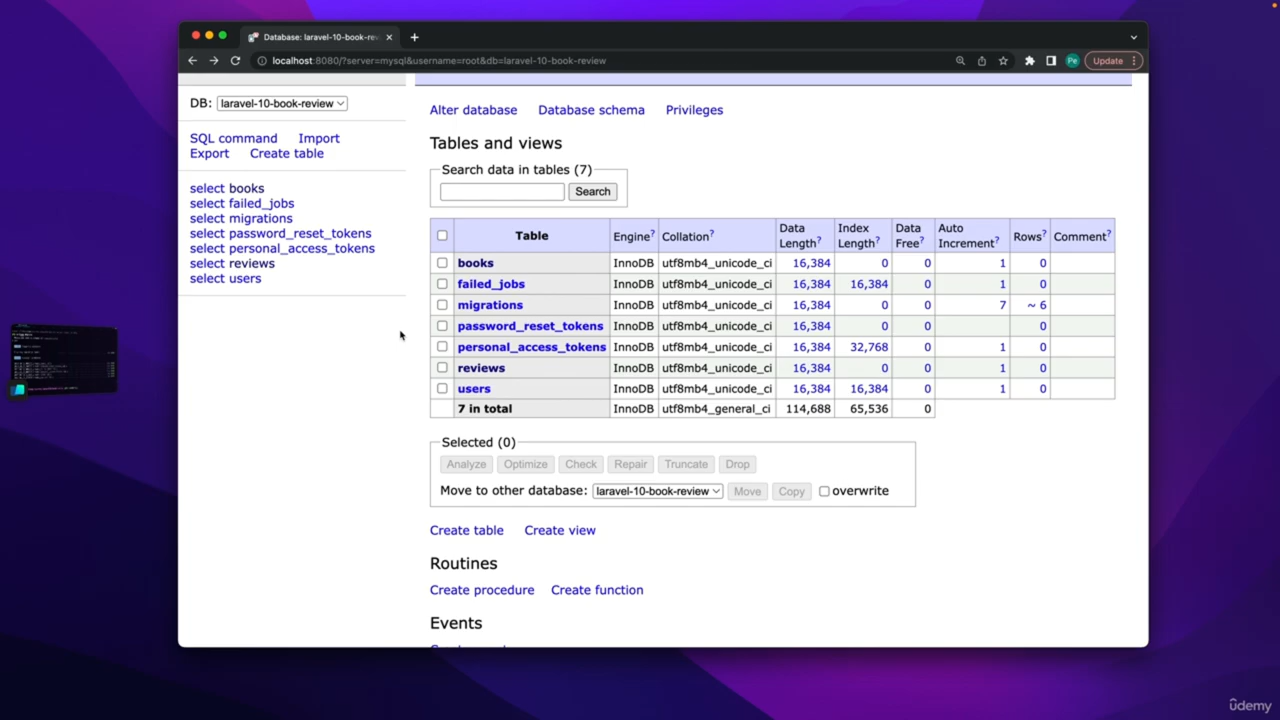 Database: laravel-10-book-rev
localhost:8080/?server=mysql&username=root&db=laravel-10-book-review
Pe
Update
DB: laravel-10-book-review
SQL command Import
Export Create table
select books
select failed_jobs
select migrations
select password_reset_tokens
select personal_access_tokens
select reviews
select users
Alter database Database schema Privileges
Tables and views
Search data in tables (7)
Search
Table Engine? Collation? Data Length? Index Length? Data Free? Auto Increment? Rows? Comment?
books InnoDB utf8mb4_unicode_ci 16,384 0 0 1 0
failed_jobs InnoDB utf8mb4_unicode_ci 16,384 16,384 0 1 0
migrations InnoDB utf8mb4_unicode_ci 16,384 0 0 7 ~ 6
password_reset_tokens InnoDB utf8mb4_unicode_ci 16,384 0 0 0
personal_access_tokens InnoDB utf8mb4_unicode_ci 16,384 32,768 0 1 0
reviews InnoDB utf8mb4_unicode_ci 16,384 0 0 1 0
users InnoDB utf8mb4_unicode_ci 16,384 16,384 0 1 0
7 in total InnoDB utf8mb4_general_ci 114,688 65,536 0
Selected (0)
Analyze Optimize Check Repair Truncate Drop
Move to other database: laravel-10-book-review Move Copy overwrite
Create table Create view
Routines
Create procedure Create function
Events
udemy